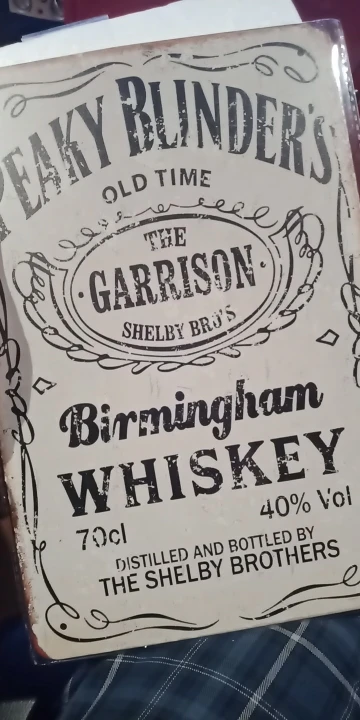 PEAKY BLINDER'S
OLD TIME
THE
GARRISON
SHELBY BRO'S
Birmingham
WHISKEY
70cl
40% Vol
DISTILLED AND BOTTLED BY
THE SHELBY BROTHERS